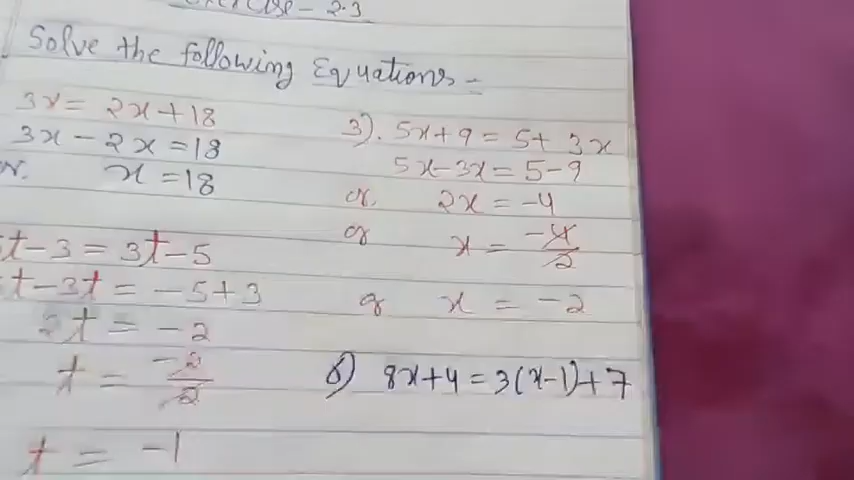 Exercise - 2.3
Solve the following Equations -
3x = 2x + 18
3x - 2x = 18
or. x = 18
t - 3 = 3t - 5
t - 3t = -5 + 3
2t = -2
t = -2/2
t = -1
3). 5x + 9 = 5 + 3x
5x - 3x = 5 - 9
or. 2x = -4
or x = -4/2
or x = -2
6) 8x + 4 = 3(x - 1) + 7